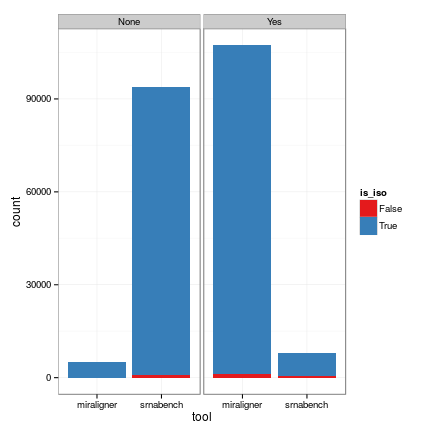 None
Yes
90000
60000
30000
0
count
miraligner
srnabench
miraligner
srnabench
tool
is_iso
False
True